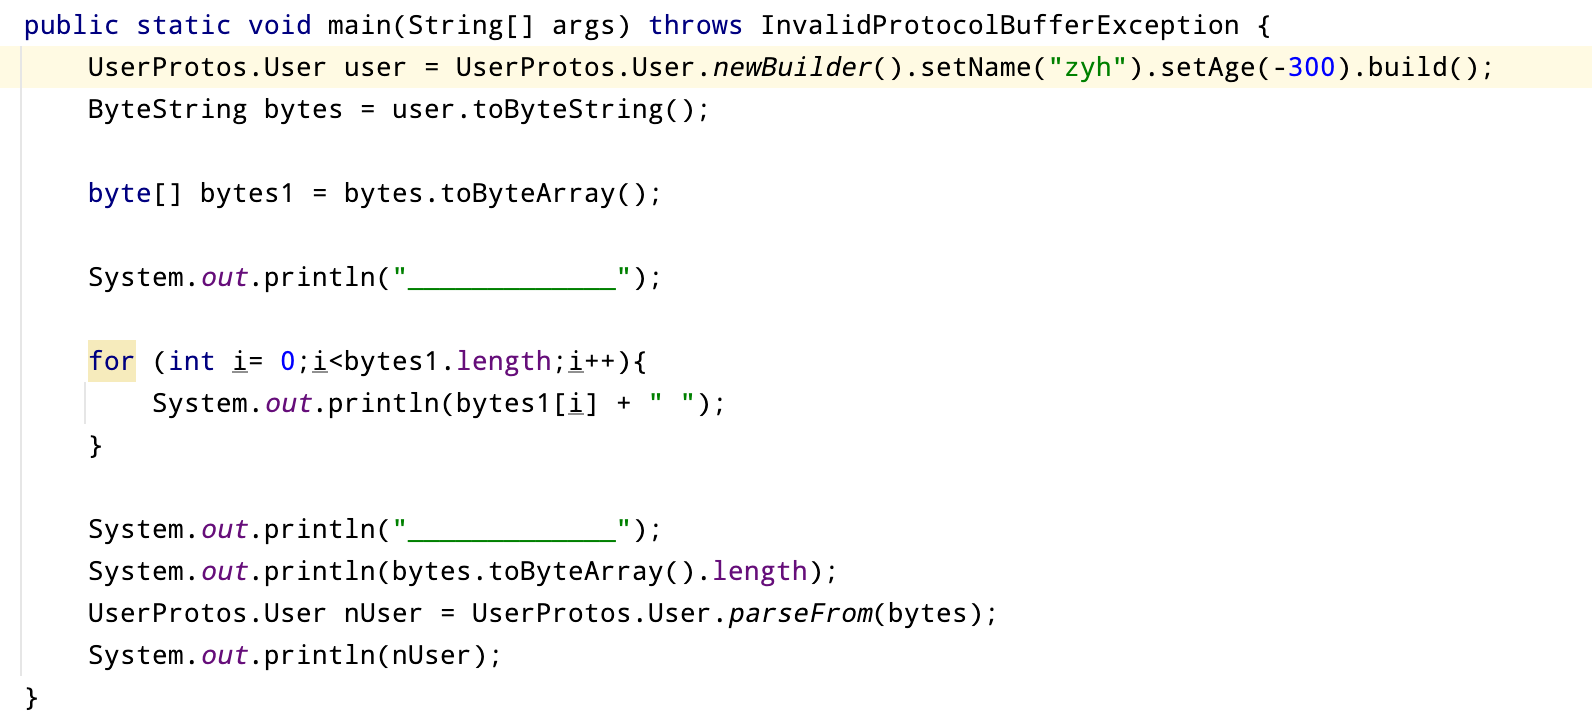 public static void main(String[] args) throws InvalidProtocolBufferException {
    UserProtos.User user = UserProtos.User.newBuilder().setName("zyh").setAge(-300).build();
    ByteString bytes = user.toByteString();

    byte[] bytes1 = bytes.toByteArray();

    System.out.println("_____________");

    for (int i= 0;i<bytes1.length;i++){
        System.out.println(bytes1[i] + " ");
    }

    System.out.println("_____________");
    System.out.println(bytes.toByteArray().length);
    UserProtos.User nUser = UserProtos.User.parseFrom(bytes);
    System.out.println(nUser);
}